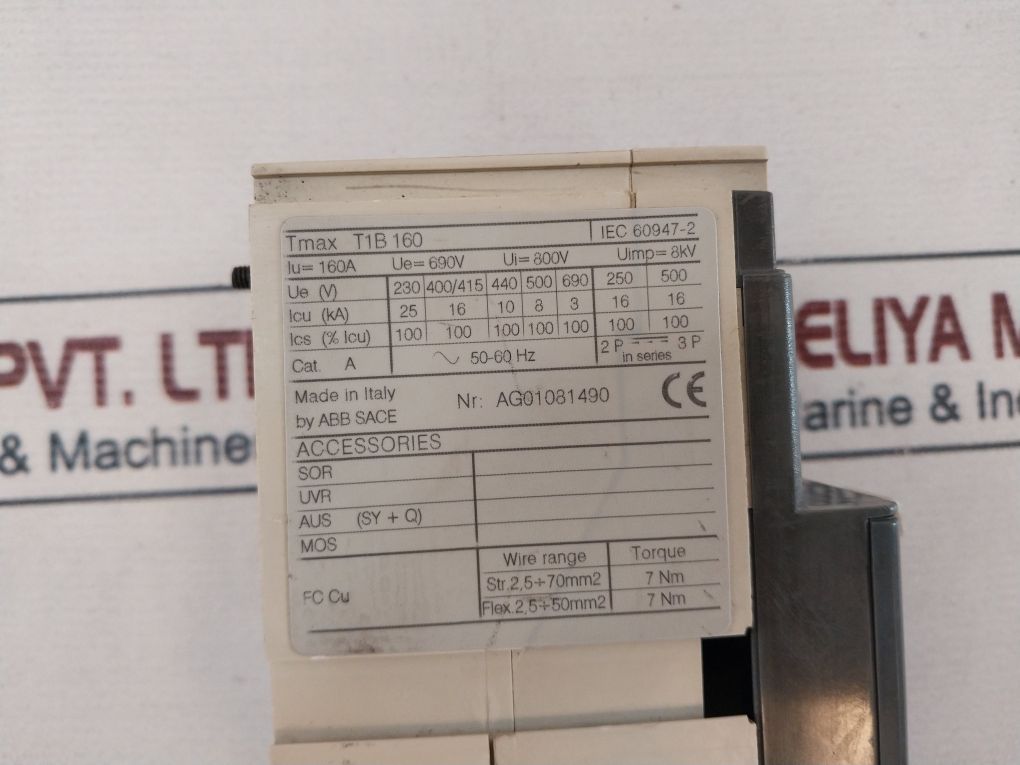 Tmax T1B 160 IEC 60947-2
Iu= 160A Ue= 690V Ui= 800V Uimp= 8kV
Ue (V) 230 400/415 440 500 690 250 500
Icu (kA) 25 16 10 8 3 16 16
Ics (% Icu) 100 100 100 100 100 100 100
Cat. A ~ 50-60 Hz 2 P 3 P
in series
Made in Italy
by ABB SACE
Nr: AG01081490 CE
ACCESSORIES
SOR
UVR
AUS (SY + Q)
MOS
Wire range Torque
FC Cu
Str.2,5÷70mm2 7 Nm
Flex.2,5÷50mm2 7 Nm
PVT. LT
& Machine
ELIYA M
arine & In